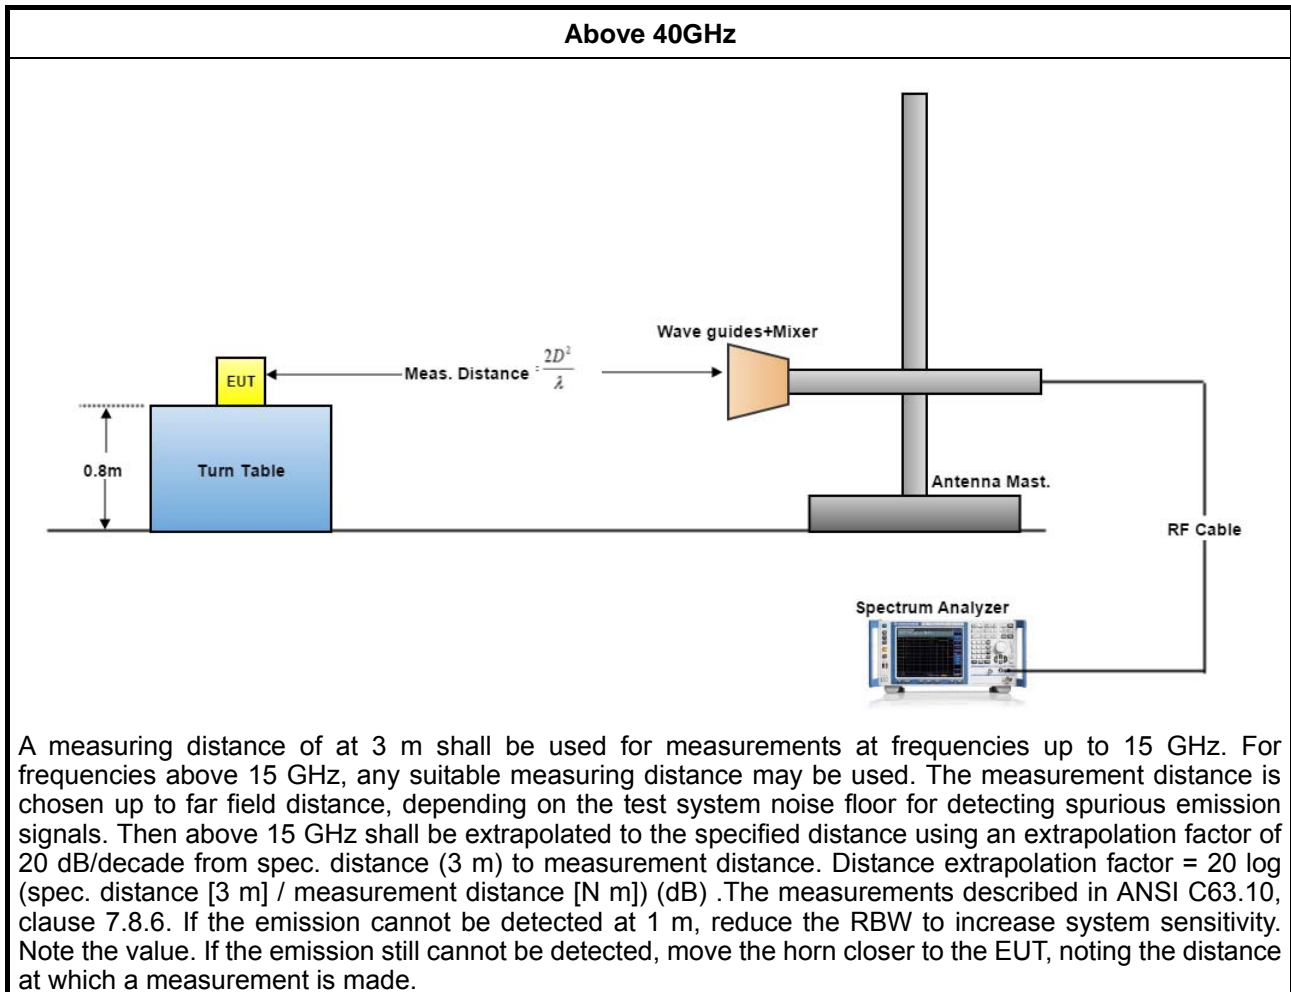 Above 40GHz
Wave guides+Mixer
EUT
Meas. Distance = 2D²/λ
0.8m
Turn Table
Antenna Mast.
RF Cable
Spectrum Analyzer
A measuring distance of at 3 m shall be used for measurements at frequencies up to 15 GHz. For
frequencies above 15 GHz, any suitable measuring distance may be used. The measurement distance is
chosen up to far field distance, depending on the test system noise floor for detecting spurious emission
signals. Then above 15 GHz shall be extrapolated to the specified distance using an extrapolation factor of
20 dB/decade from spec. distance (3 m) to measurement distance. Distance extrapolation factor = 20 log
(spec. distance [3 m] / measurement distance [N m]) (dB) .The measurements described in ANSI C63.10,
clause 7.8.6. If the emission cannot be detected at 1 m, reduce the RBW to increase system sensitivity.
Note the value. If the emission still cannot be detected, move the horn closer to the EUT, noting the distance
at which a measurement is made.